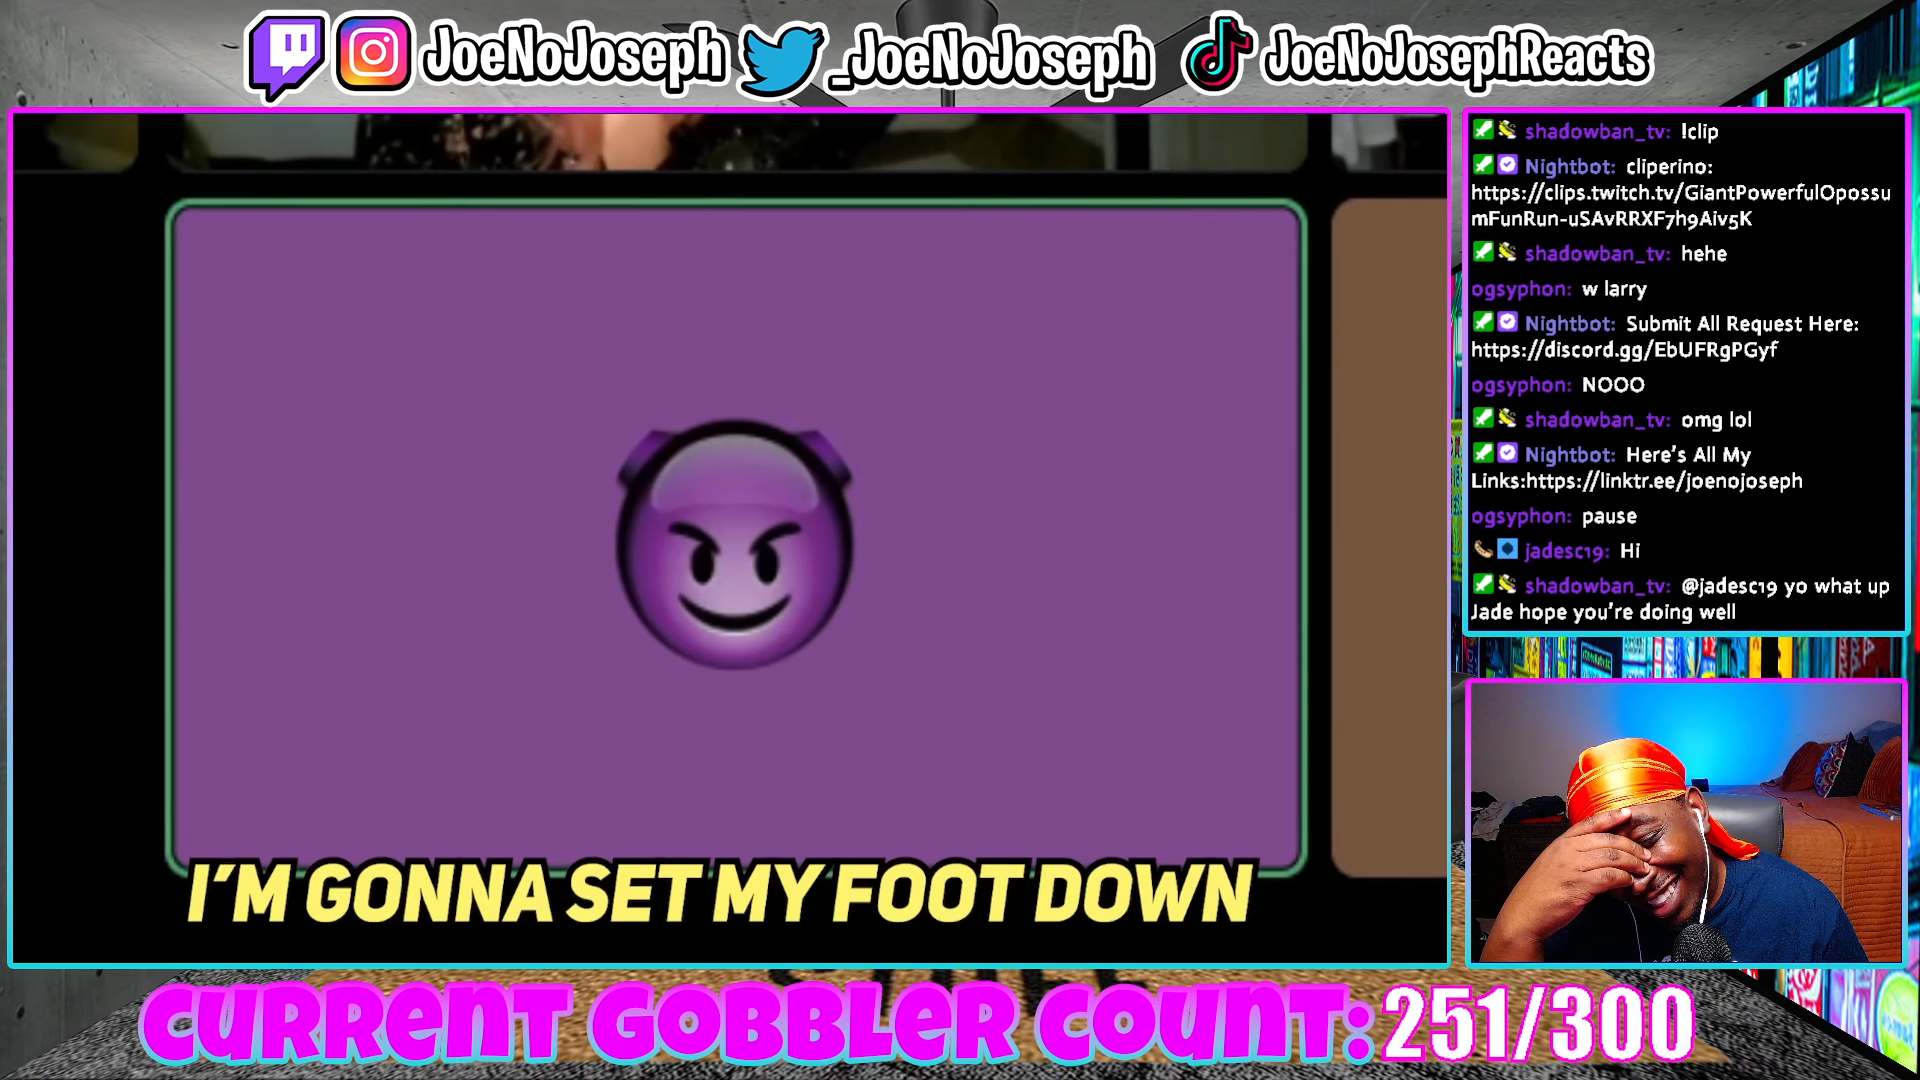 JoeNoJoseph _JoeNoJoseph JoeNoJosephReacts
shadowban_tv: !clip
Nightbot: cliperino:
https://clips.twitch.tv/GiantPowerfulOpossu
mFunRun-uSAvRRXF7h9Aiv5K
shadowban_tv: hehe
ogsyphon: w larry
Nightbot: Submit All Request Here:
https://discord.gg/EbUFRgPGyf
ogsyphon: NOOO
shadowban_tv: omg lol
Nightbot: Here's All My
Links:https://linktr.ee/joenojoseph
ogsyphon: pause
jadesc19: Hi
shadowban_tv: @jadesc19 yo what up
Jade hope you're doing well
I'M GONNA SET MY FOOT DOWN
CURRENT GOBBLER COUNT:251/300